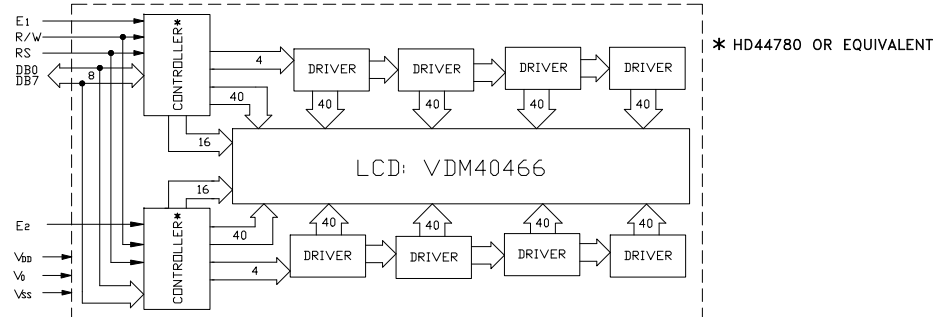 E1
R/W
RS
DB0
DB7
8
CONTROLLER*
4
40
16
DRIVER
DRIVER
DRIVER
DRIVER
40
40
40
40
* HD44780 OR EQUIVALENT
LCD: VDM40466
16
E2
CONTROLLER*
40
4
40
40
40
40
DRIVER
DRIVER
DRIVER
DRIVER
VDD
V0
VSS